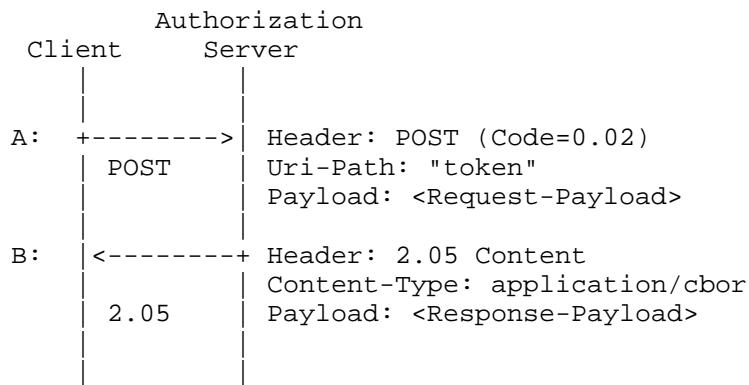 Authorization
Client Server
A: +-------->| Header: POST (Code=0.02)
| POST | Uri-Path: "token"
| | Payload: <Request-Payload>
B: |<--------+ Header: 2.05 Content
| | Content-Type: application/cbor
| 2.05 | Payload: <Response-Payload>